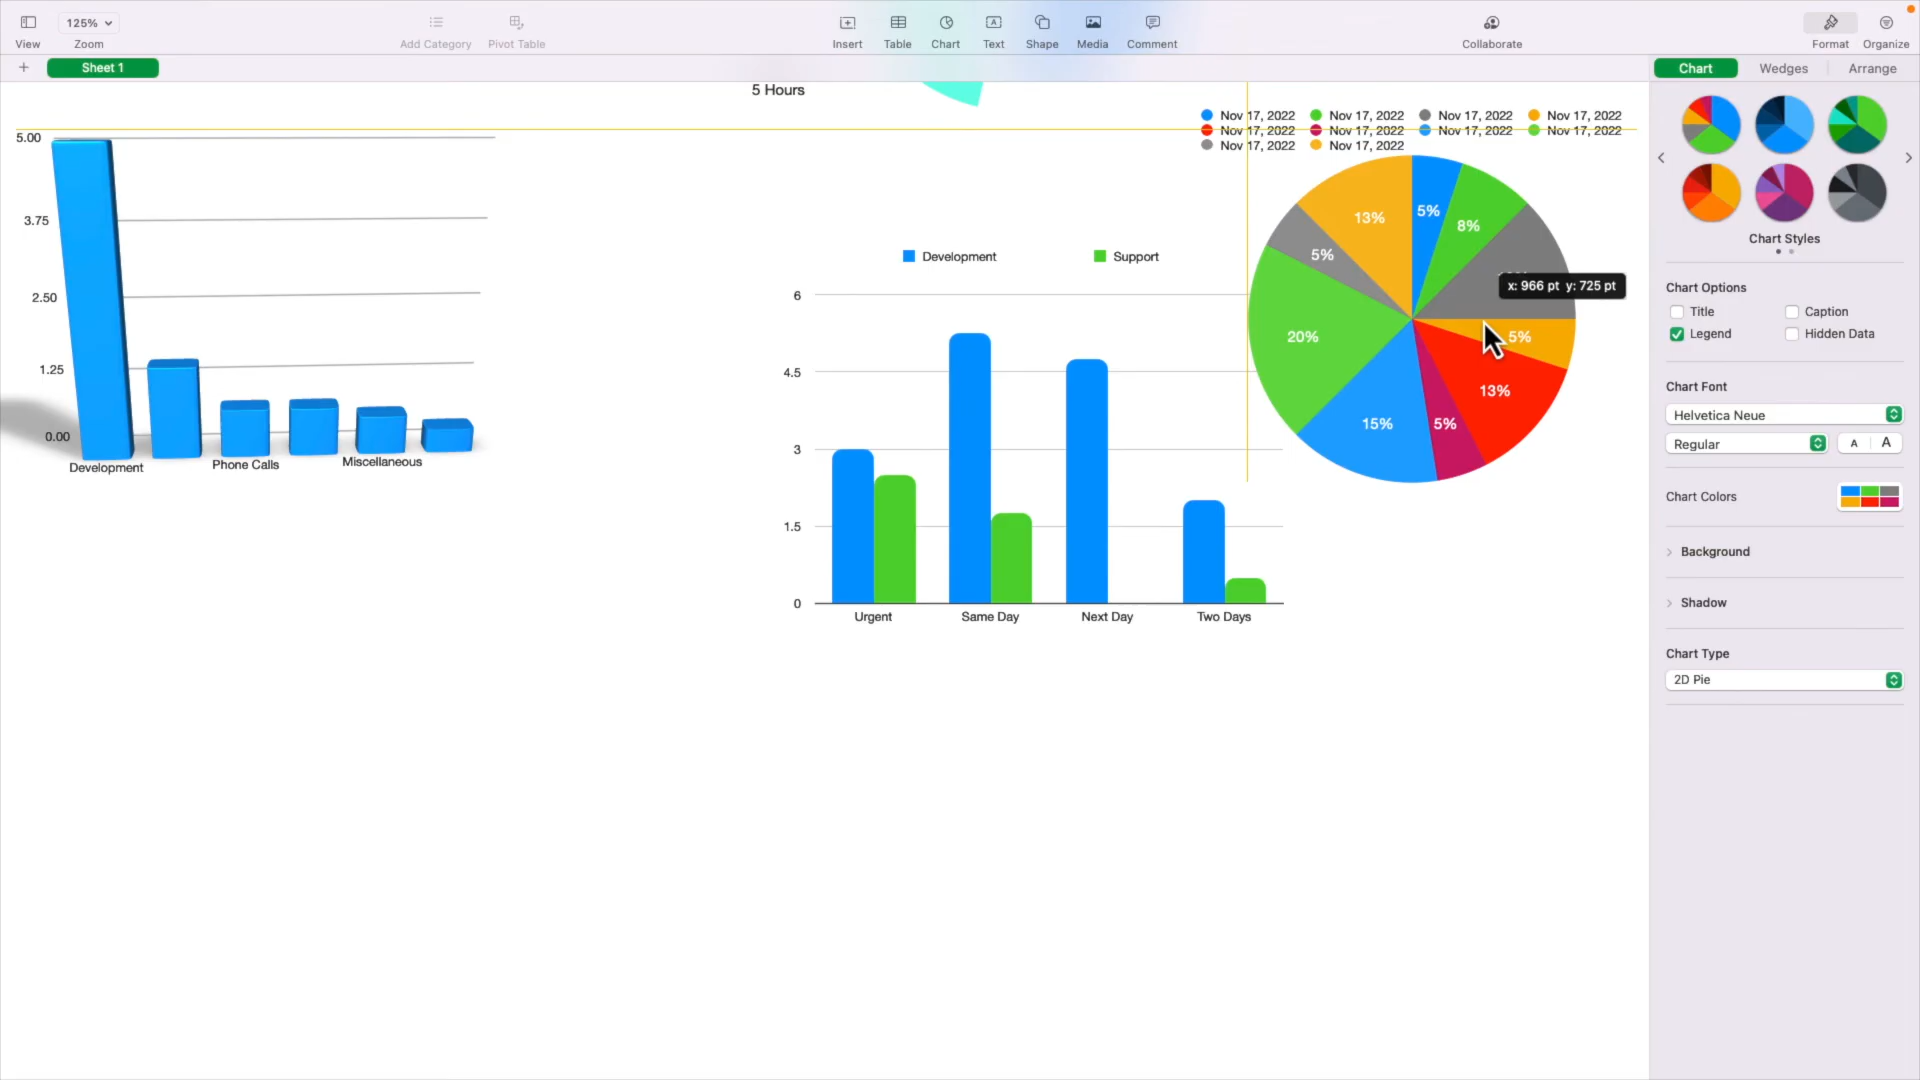 View
125%
Zoom
Add Category
Pivot Table
Insert
Table
Chart
Text
Shape
Media
Comment
Collaborate
Format
Organize
Sheet 1
Chart
Wedges
Arrange
5 Hours
Nov 17, 2022 Nov 17, 2022 Nov 17, 2022 Nov 17, 2022
Nov 17, 2022 Nov 17, 2022 Nov 17, 2022 Nov 17, 2022
Nov 17, 2022 Nov 17, 2022
5.00
3.75
2.50
1.25
0.00
Development
Phone Calls
Miscellaneous
Development
Support
6
4.5
3
1.5
0
Urgent
Same Day
Next Day
Two Days
5%
8%
5%
13%
5%
15%
20%
5%
13%
x: 966 pt y: 725 pt
Chart Styles
Chart Options
Title
Caption
Legend
Hidden Data
Chart Font
Helvetica Neue
Regular
A A
Chart Colors
Background
Shadow
Chart Type
2D Pie